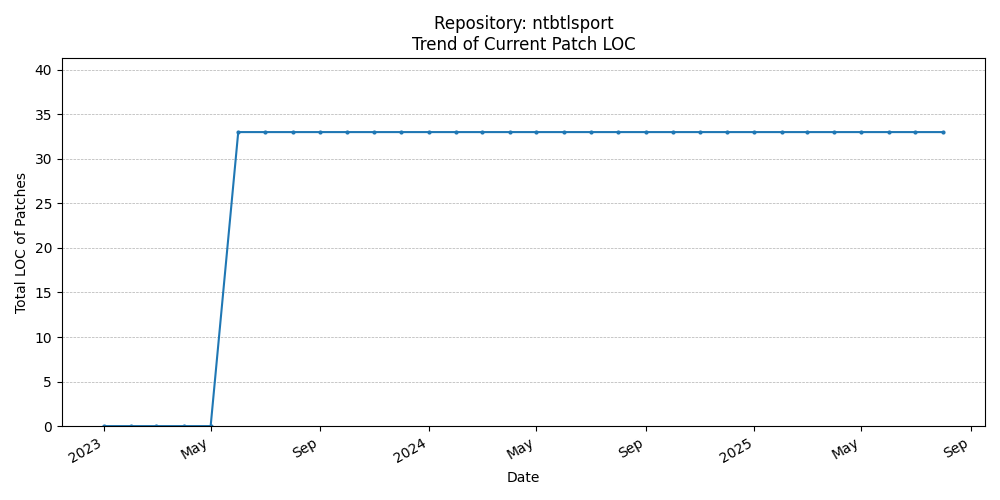 Repository: ntbtlsport
Trend of Current Patch LOC
40
35
30
25
20
15
10
5
0
Total LOC of Patches
2023
May
Sep
2024
May
Sep
2025
May
Sep
Date